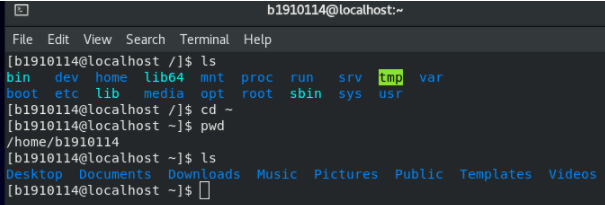 b1910114@localhost:~
File Edit View Search Terminal Help
[b1910114@localhost /]$ ls
bin dev home lib64 mnt proc run srv tmp var
boot etc lib media opt root sbin sys usr
[b1910114@localhost /]$ cd ~
[b1910114@localhost ~]$ pwd
/home/b1910114
[b1910114@localhost ~]$ ls
Desktop Documents Downloads Music Pictures Public Templates Videos
[b1910114@localhost ~]$